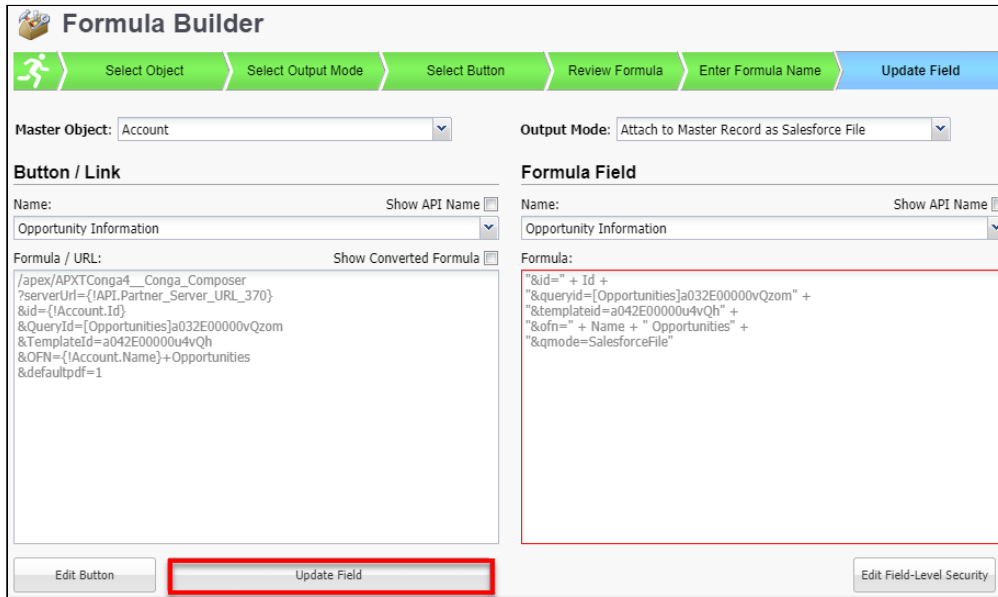 Formula Builder
Select Object Select Output Mode Select Button Review Formula Enter Formula Name Update Field
Master Object: Account Output Mode: Attach to Master Record as Salesforce File
Button / Link
Name: Show API Name
Opportunity Information
Formula / URL: Show Converted Formula
/apex/APXTConga4__Conga_Composer
?serverUrl={!API.Partner_Server_URL_370}
&id={!Account.Id}
&QueryId=[Opportunities]a032E00000vQzom
&TemplateId=a042E00000u4vQh
&OFN={!Account.Name}+Opportunities
&defaultpdf=1
Edit Button Update Field
Formula Field
Name: Show API Name
Opportunity Information
Formula:
"&id=" + Id +
"&queryid=[Opportunities]a032E00000vQzom" +
"&templateid=a042E00000u4vQh" +
"&ofn=" + Name + " Opportunities" +
"&qmode=SalesforceFile"
Edit Field-Level Security